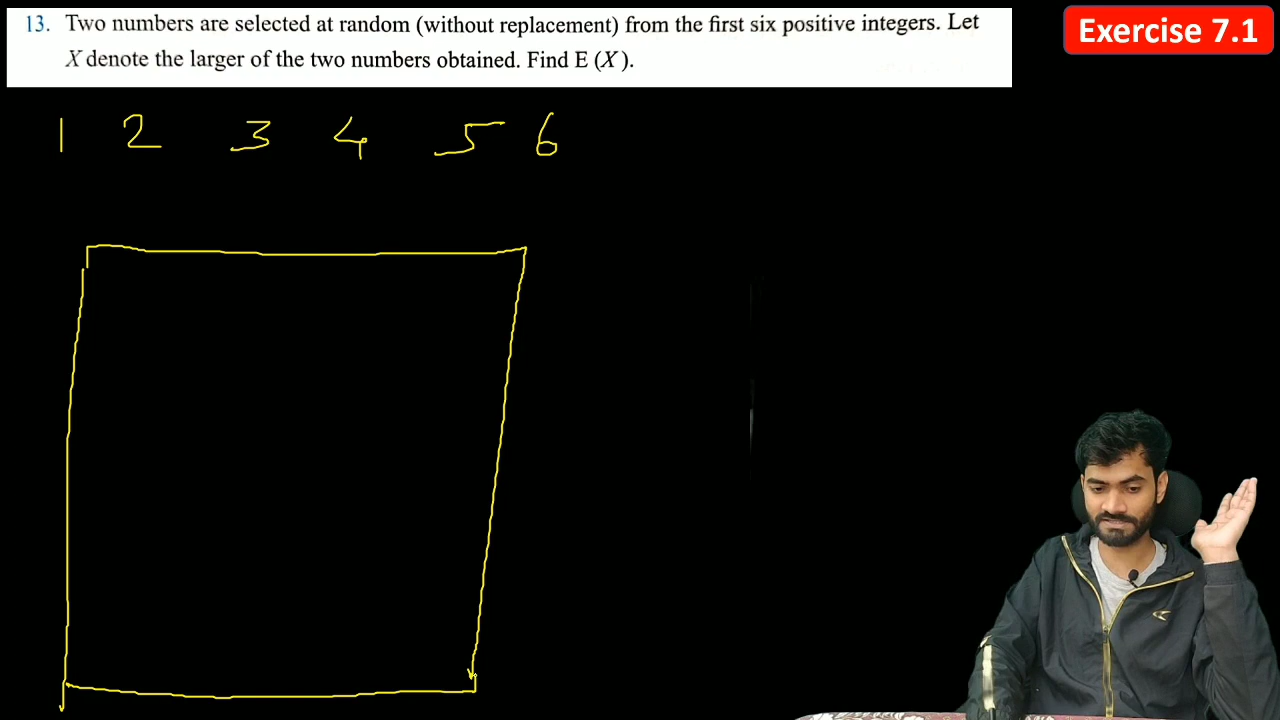 13. Two numbers are selected at random (without replacement) from the first six positive integers. Let
X denote the larger of the two numbers obtained. Find E (X).
Exercise 7.1
1 2 3 4 5 6